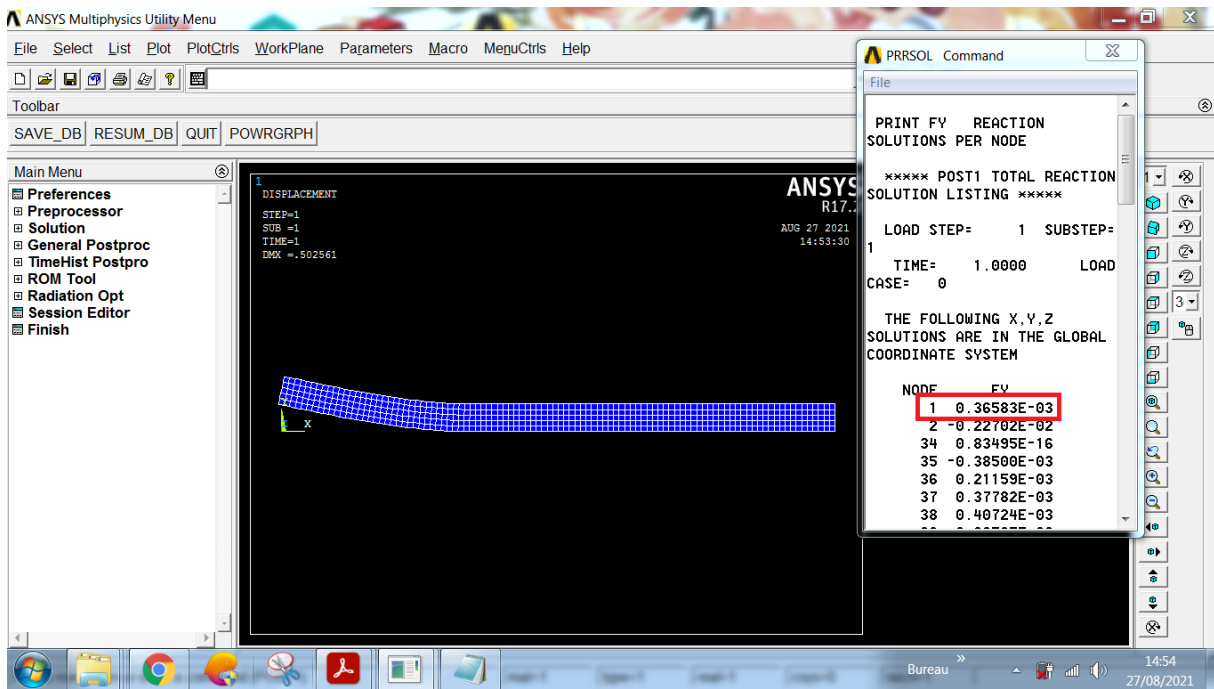 ANSYS Multiphysics Utility Menu
File Select List Plot PlotCtrls WorkPlane Parameters Macro MenuCtrls Help
Toolbar
SAVE_DB RESUM_DB QUIT POWRGRPH
Main Menu
Preferences
Preprocessor
Solution
General Postproc
TimeHist Postpro
ROM Tool
Radiation Opt
Session Editor
Finish
1
DISPLACEMENT
STEP=1
SUB =1
TIME=1
DMX =.502561
ANSYS
R17.2
AUG 27 2021
14:53:30
X
PRRSOL Command
File
PRINT FY REACTION
SOLUTIONS PER NODE
***** POST1 TOTAL REACTION
SOLUTION LISTING *****
LOAD STEP= 1 SUBSTEP=
1
TIME= 1.0000 LOAD
CASE= 0
THE FOLLOWING X,Y,Z
SOLUTIONS ARE IN THE GLOBAL
COORDINATE SYSTEM
NODE FY
1 0.36583E-03
2 -0.22702E-02
34 0.83495E-16
35 -0.38500E-03
36 0.21159E-03
37 0.37782E-03
38 0.40724E-03
1
3
Bureau
14:54
27/08/2021